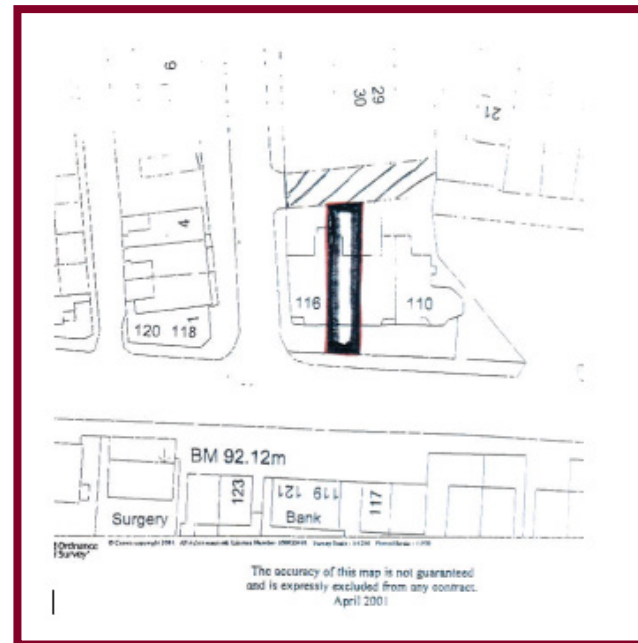 9
30
29
21
4
116
110
120 118
1
BM 92.12m
123
121 119
117
Surgery
Bank
Ordnance
Survey
The accuracy of this map is not guaranteed
and is expressly excluded from any contract.
April 2001